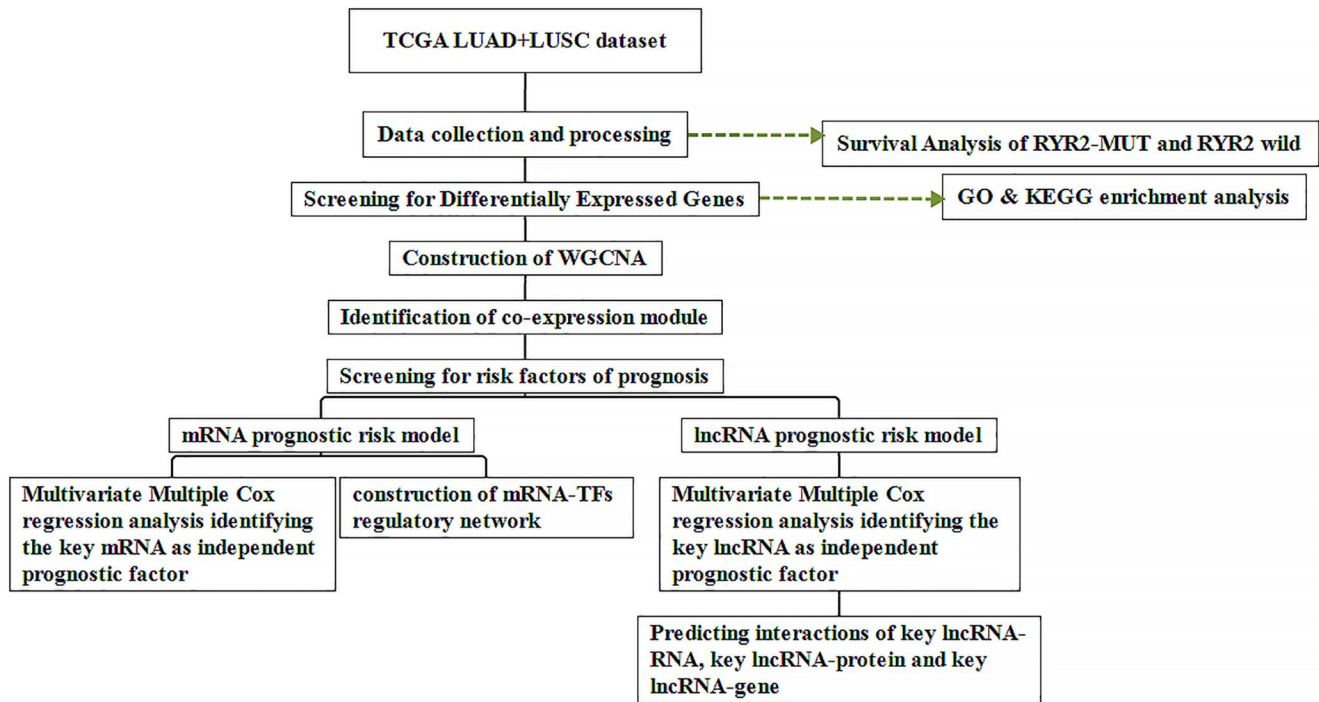 TCGA LUAD+LUSC dataset
Data collection and processing
Survival Analysis of RYR2-MUT and RYR2 wild
Screening for Differentially Expressed Genes
GO & KEGG enrichment analysis
Construction of WGCNA
Identification of co-expression module
Screening for risk factors of prognosis
mRNA prognostic risk model
lncRNA prognostic risk model
Multivariate Multiple Cox
regression analysis identifying
the key mRNA as independent
prognostic factor
construction of mRNA-TFs
regulatory network
Multivariate Multiple Cox
regression analysis identifying the
key lncRNA as independent
prognostic factor
Predicting interactions of key lncRNA-
RNA, key lncRNA-protein and key
lncRNA-gene